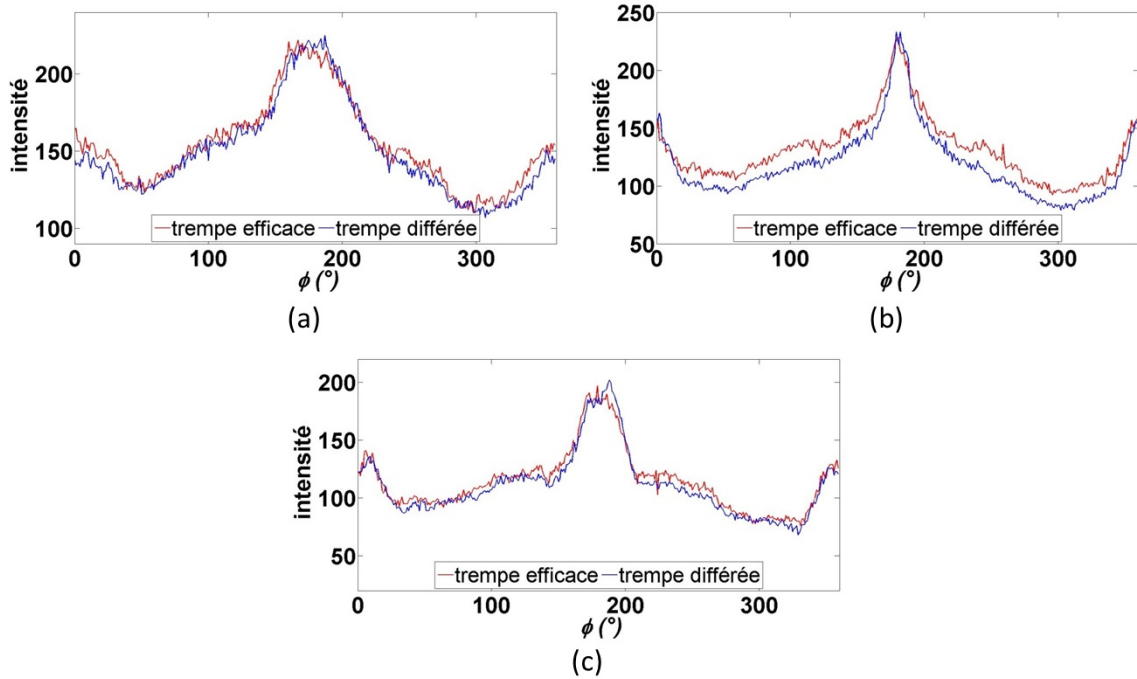 intensité
200
150
100
trempe efficace trempe différée
0 100 200 300
ϕ (°)
(a)
intensité
250
200
150
100
50
trempe efficace trempe différée
0 100 200 300
ϕ (°)
(b)
intensité
200
150
100
50
trempe efficace trempe différée
0 100 200 300
ϕ (°)
(c)